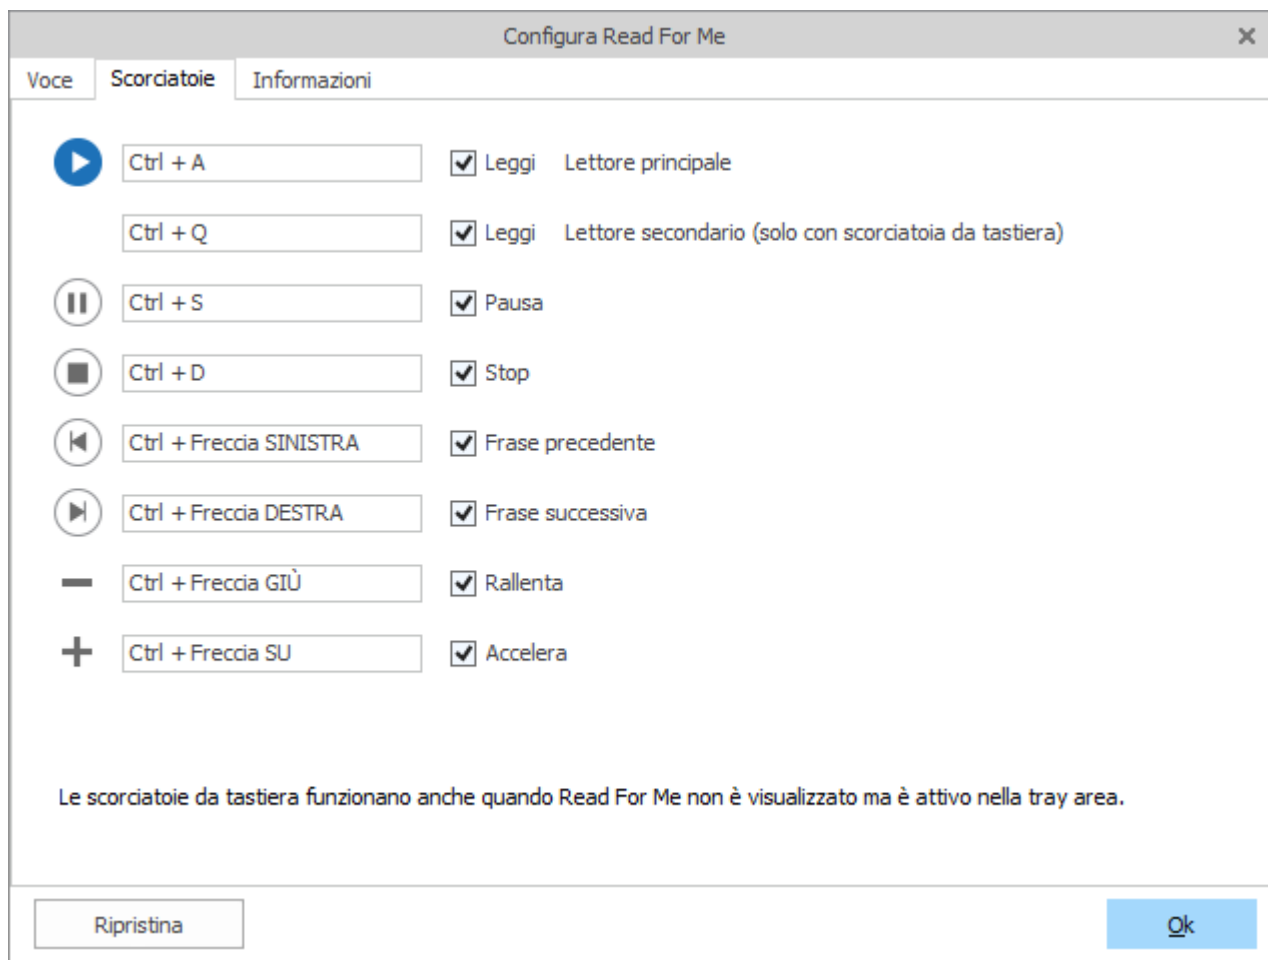 Configura Read For Me
Voce Scorciatoie Informazioni
Ctrl + A Leggi Lettore principale
Ctrl + Q Leggi Lettore secondario (solo con scorciatoia da tastiera)
Ctrl + S Pausa
Ctrl + D Stop
Ctrl + Freccia SINISTRA Frase precedente
Ctrl + Freccia DESTRA Frase successiva
Ctrl + Freccia GIÙ Rallenta
Ctrl + Freccia SU Accelera
Le scorciatoie da tastiera funzionano anche quando Read For Me non è visualizzato ma è attivo nella tray area.
Ripristina Ok